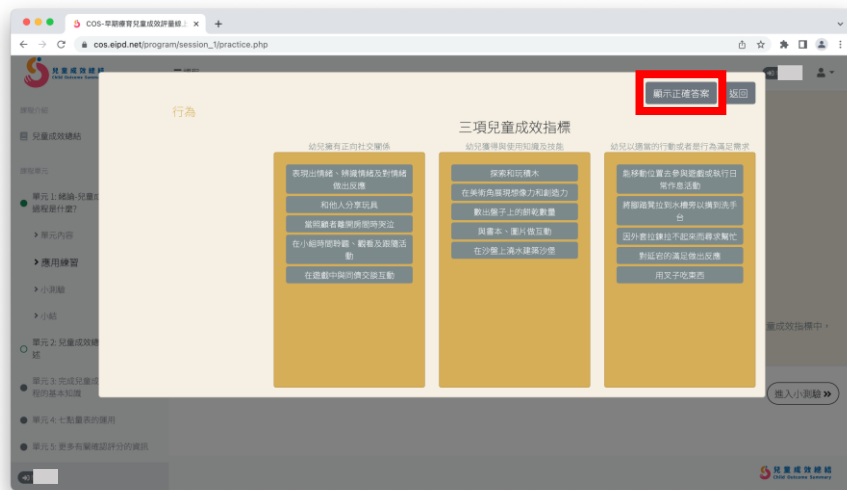 COS-早期療育兒童成效評量線上
cos.eipd.net/program/session_1/practice.php
兒童成效總結
Child Outcome Summary
課程介紹
兒童成效總結
單元 1: 緒論-兒童成
過程是什麼?
單元內容
應用練習
小測驗
小結
單元 2: 兒童成效總
述
單元 3: 完成兒童成
程的基本知識
單元 4: 七點量表的運用
單元 5: 更多有關確認評分的資訊
顯示正確答案
返回
行為
三項兒童成效指標
幼兒擁有正向社交關係
表現出情緒、辨識情緒及對情緒
做出反應
和他人分享玩具
當照顧者離開房間時哭泣
在小組時間聆聽、觀看及跟隨活
動
在遊戲中與同儕交談互動
幼兒獲得與使用知識及技能
探索和玩積木
在美術角展現想像力和創造力
數出盤子上的餅乾數量
與書本、圖片做互動
在沙盤上澆水建築沙堡
幼兒以適當的行動或者是行為滿足需求
能移動位置去參與遊戲或執行日
常作息活動
將腳踏凳拉到水槽旁以構到洗手
台
因外套拉鍊拉不起來而尋求幫忙
對延宕的滿足做出反應
用叉子吃東西
童成效指標中，
進入小測驗
兒童成效總結
Child Outcome Summary